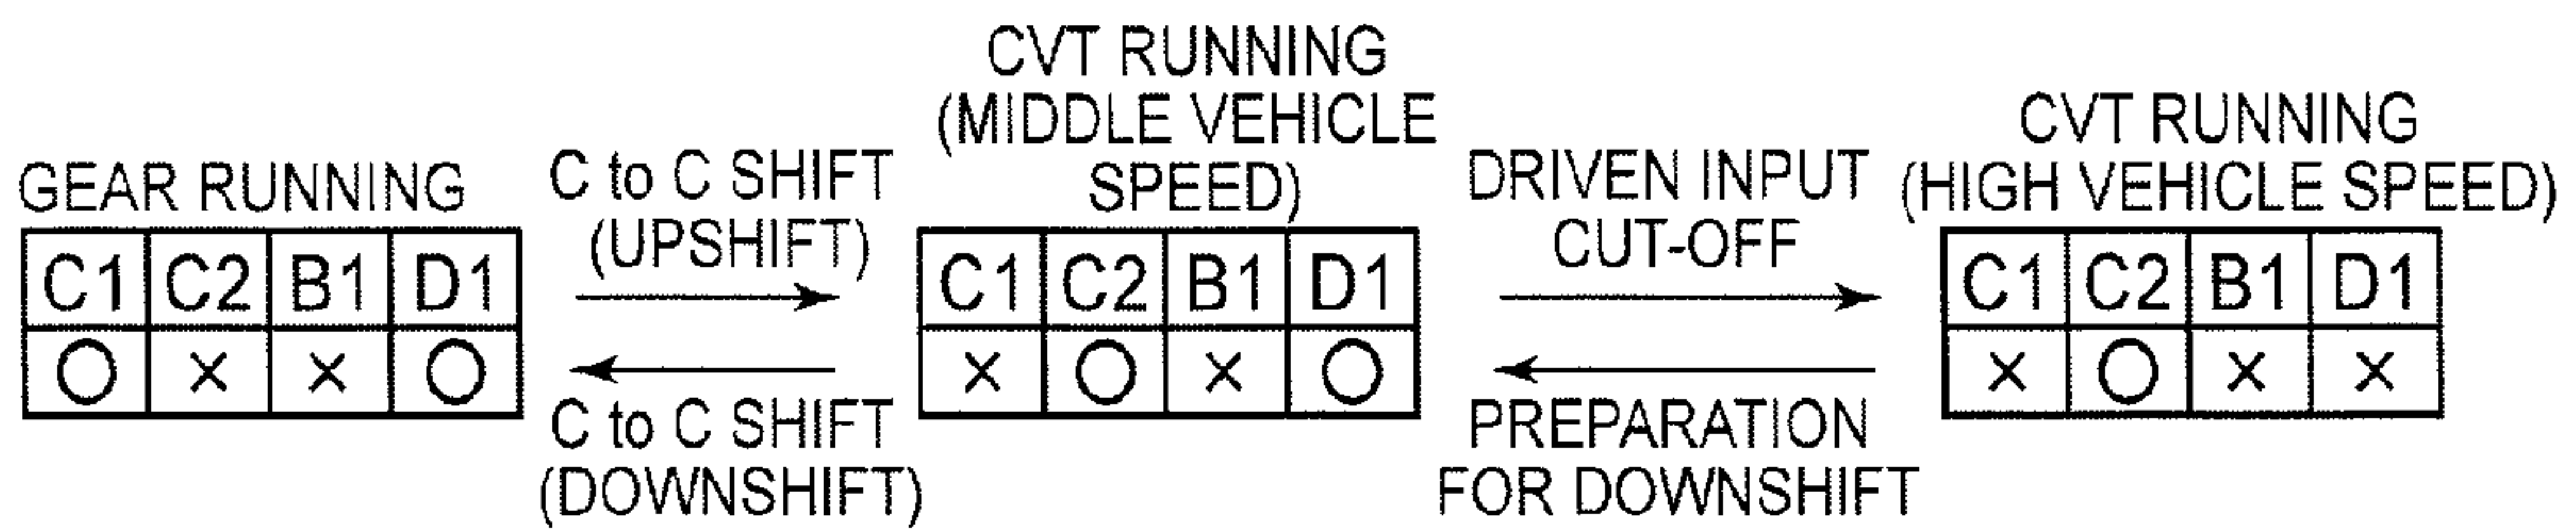 GEAR RUNNING
C1 C2 B1 D1
○ × × ○
C to C SHIFT
(UPSHIFT)
C to C SHIFT
(DOWNSHIFT)
CVT RUNNING
(MIDDLE VEHICLE
SPEED)
C1 C2 B1 D1
× ○ × ○
DRIVEN INPUT
CUT-OFF
PREPARATION
FOR DOWNSHIFT
CVT RUNNING
(HIGH VEHICLE SPEED)
C1 C2 B1 D1
× ○ × ×